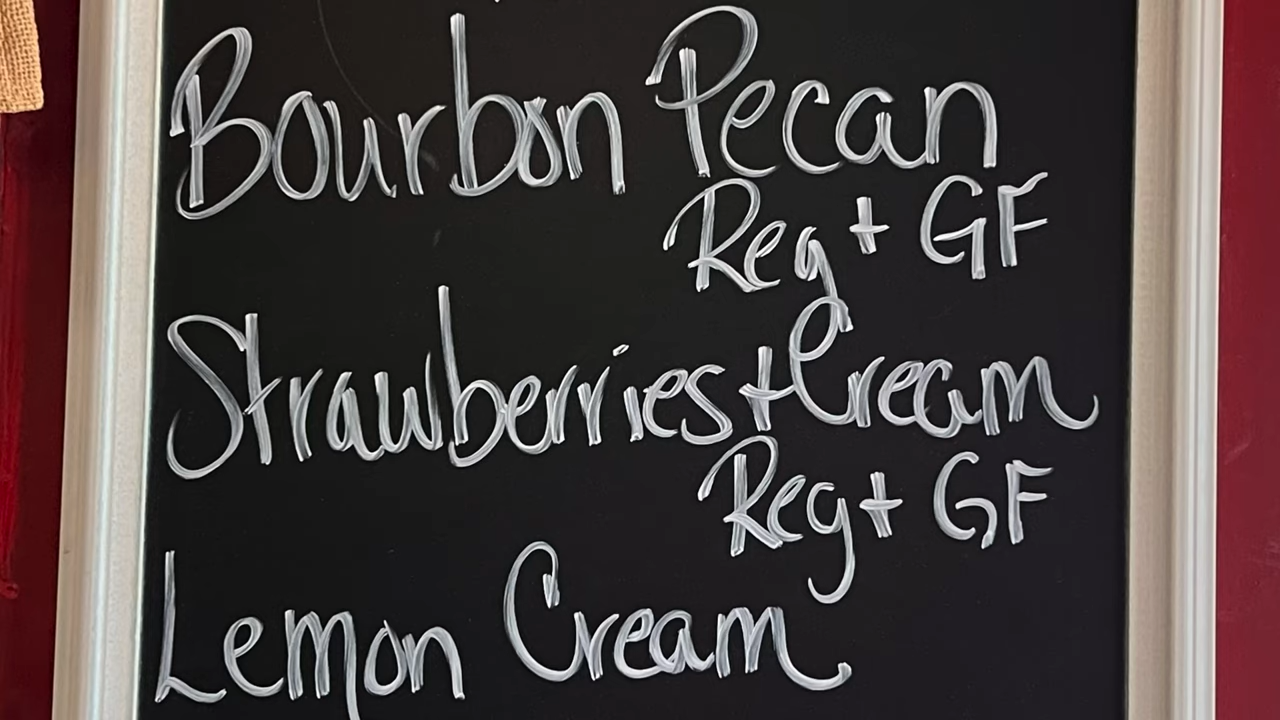 Bourbon Pecan
Reg + GF
Strawberries + Cream
Reg + GF
Lemon Cream